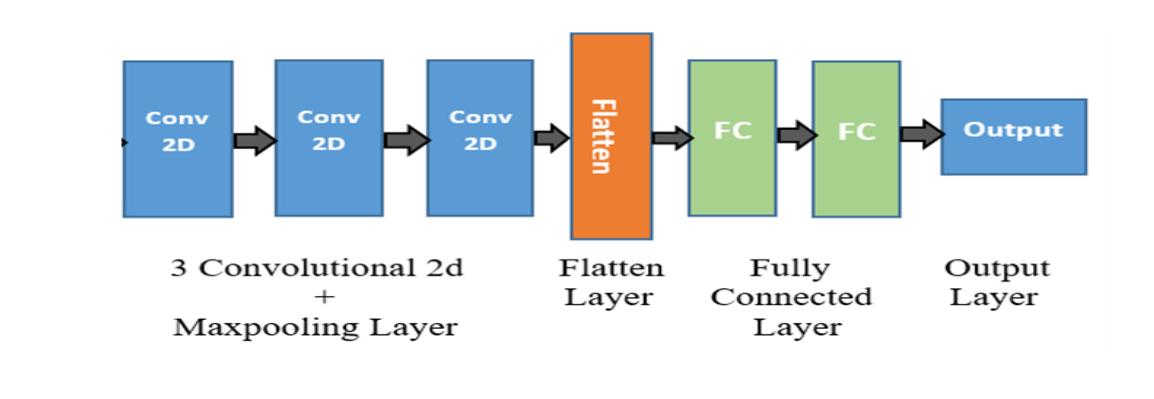 Conv
2D
Conv
2D
Conv
2D
Flatten
FC
FC
Output
3 Convolutional 2d
+
Maxpooling Layer
Flatten
Layer
Fully
Connected
Layer
Output
Layer